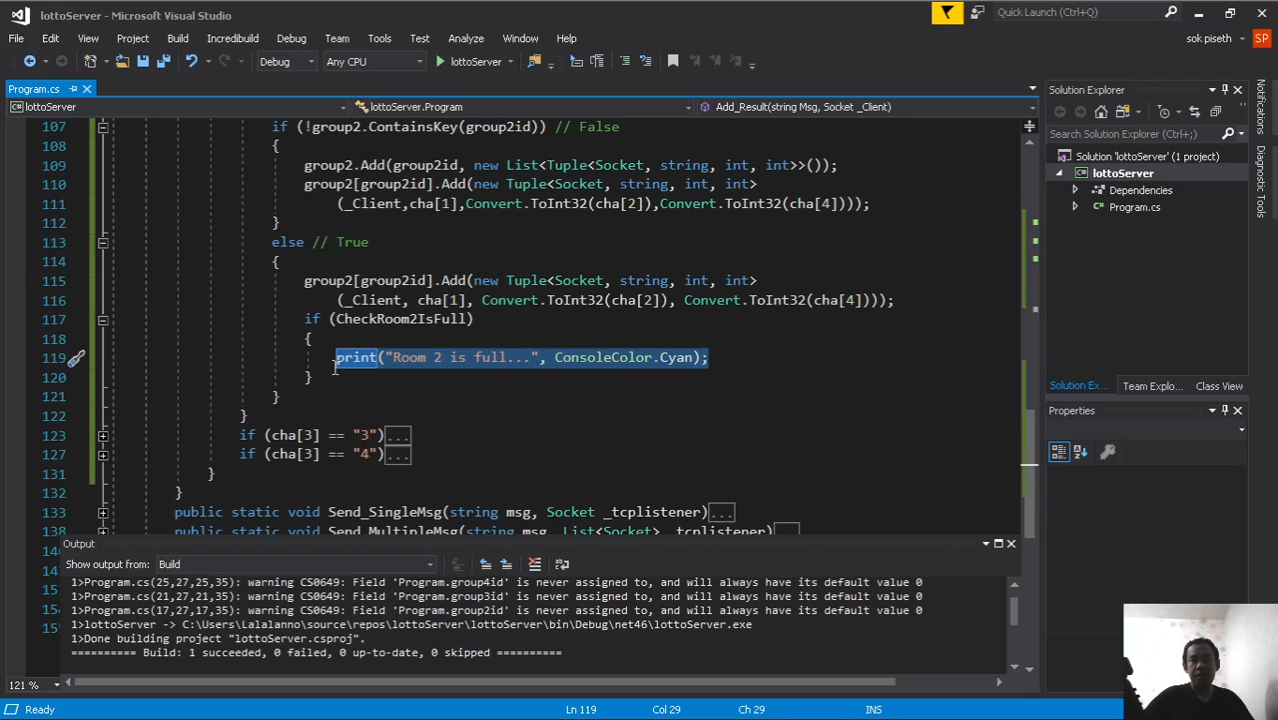 lottoServer - Microsoft Visual Studio
Quick Launch (Ctrl+Q)
File Edit View Project Build Incredibuild Debug Team Tools Test Analyze Window Help
sok piseth SP
Debug Any CPU lottoServer
Program.cs
lottoServer lottoServer.Program Add_Result(string Msg, Socket _Client)
107 if (!group2.ContainsKey(group2id)) // False
108 {
109 group2.Add(group2id, new List<Tuple<Socket, string, int, int>>());
110 group2[group2id].Add(new Tuple<Socket, string, int, int>
111 (_Client,cha[1],Convert.ToInt32(cha[2]),Convert.ToInt32(cha[4])));
112 }
113 else // True
114 {
115 group2[group2id].Add(new Tuple<Socket, string, int, int>
116 (_Client, cha[1], Convert.ToInt32(cha[2]), Convert.ToInt32(cha[4])));
117 if (CheckRoom2IsFull)
118 {
119 print("Room 2 is full...", ConsoleColor.Cyan);
120 }
121 }
122 }
123 if (cha[3] == "3")...
127 if (cha[3] == "4")...
131 }
132 }
133 public static void Send_SingleMsg(string msg, Socket _tcplistener)...
138 public static void Send_MultipleMsg(string msg, List<Socket> _tcplistener)
Output
Show output from: Build
1>Program.cs(25,27,25,35): warning CS0649: Field 'Program.group4id' is never assigned to, and will always have its default value 0
1>Program.cs(21,27,21,35): warning CS0649: Field 'Program.group3id' is never assigned to, and will always have its default value 0
1>Program.cs(17,27,17,35): warning CS0649: Field 'Program.group2id' is never assigned to, and will always have its default value 0
1>lottoServer -> C:\Users\Lalalanno\source\repos\lottoServer\lottoServer\bin\Debug\net46\lottoServer.exe
1>Done building project "lottoServer.csproj".
========== Build: 1 succeeded, 0 failed, 0 up-to-date, 0 skipped ==========
121 %
Solution Explorer
Search Solution Explorer (Ctrl+;)
Solution 'lottoServer' (1 project)
lottoServer
Dependencies
Program.cs
Solution Ex... Team Explorer Class View
Properties
Notifications
Diagnostic Tools
Ready Ln 119 Col 29 Ch 29 INS